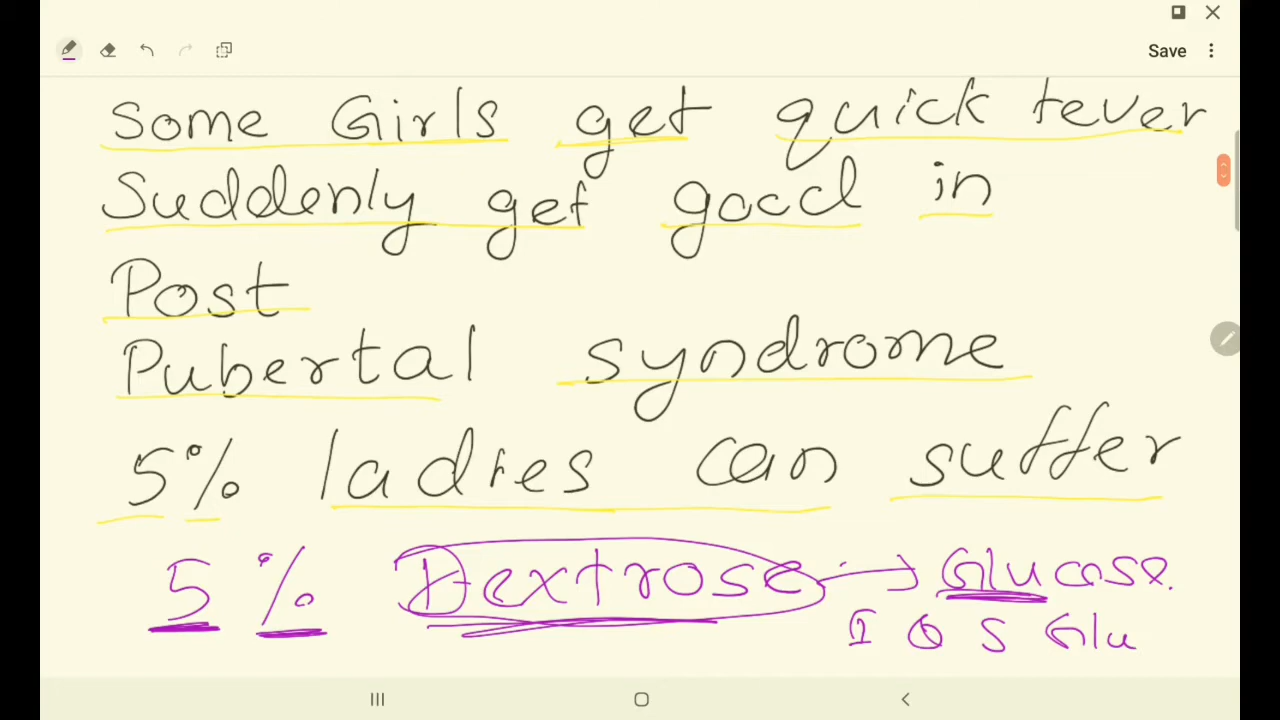 Save
Some Girls get quick fever
Suddenly get good in
Post
Pubertal syndrome
5% ladies can suffer
5% Dextrose → Glucose.
I O S Glu